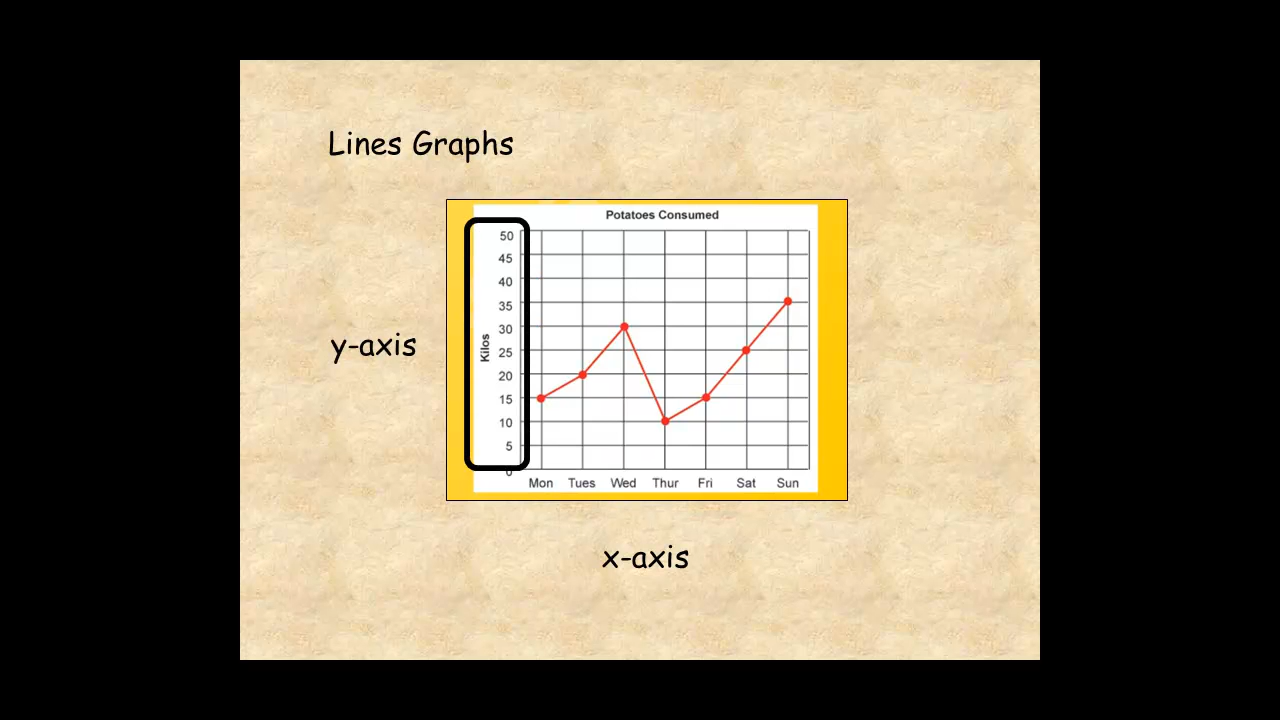 Lines Graphs
Potatoes Consumed
50
45
40
35
30
25
20
15
10
5
0
Kilos
y-axis
Mon Tues Wed Thur Fri Sat Sun
x-axis